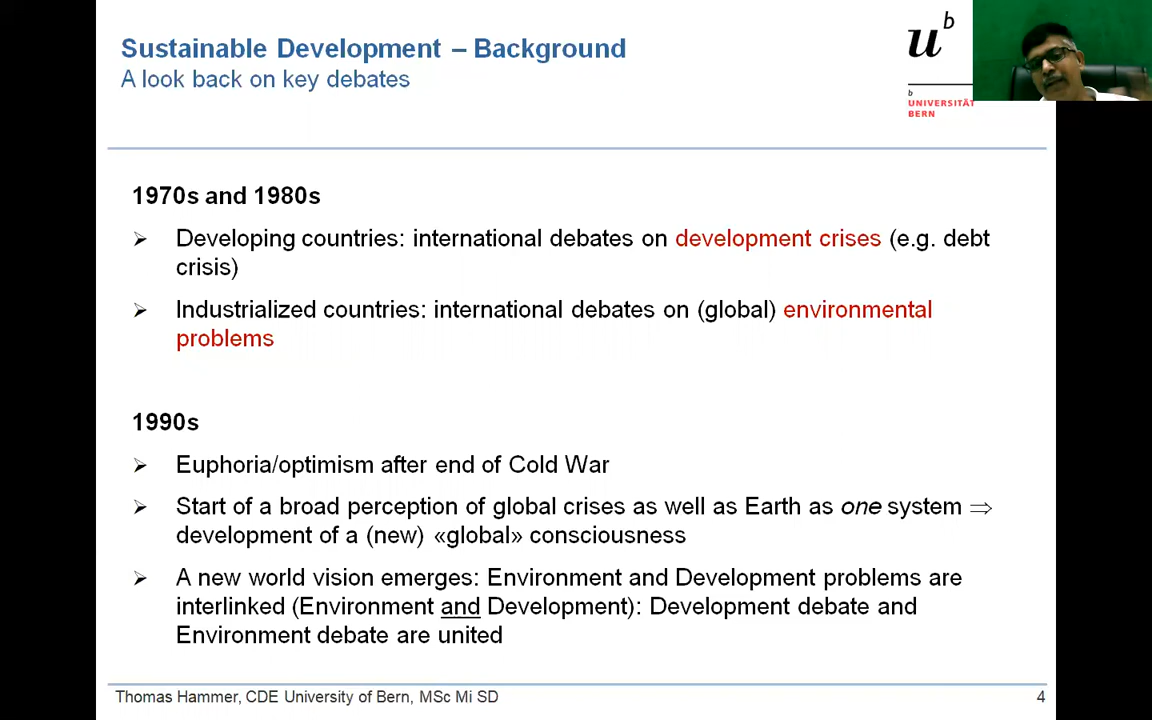 Sustainable Development – Background
A look back on key debates
u b
b
UNIVERSITÄT
BERN
1970s and 1980s
➢ Developing countries: international debates on development crises (e.g. debt
crisis)
➢ Industrialized countries: international debates on (global) environmental
problems
1990s
➢ Euphoria/optimism after end of Cold War
➢ Start of a broad perception of global crises as well as Earth as one system ⇒
development of a (new) «global» consciousness
➢ A new world vision emerges: Environment and Development problems are
interlinked (Environment and Development): Development debate and
Environment debate are united
Thomas Hammer, CDE University of Bern, MSc Mi SD
4